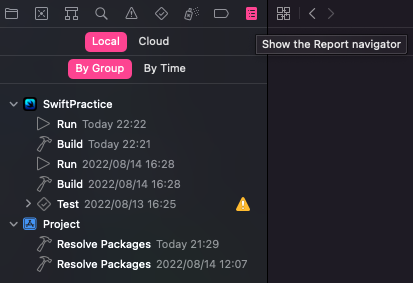 Local Cloud
Show the Report navigator
By Group By Time
SwiftPractice
Run Today 22:22
Build Today 22:21
Run 2022/08/14 16:28
Build 2022/08/14 16:28
Test 2022/08/13 16:25
Project
Resolve Packages Today 21:29
Resolve Packages 2022/08/14 12:07